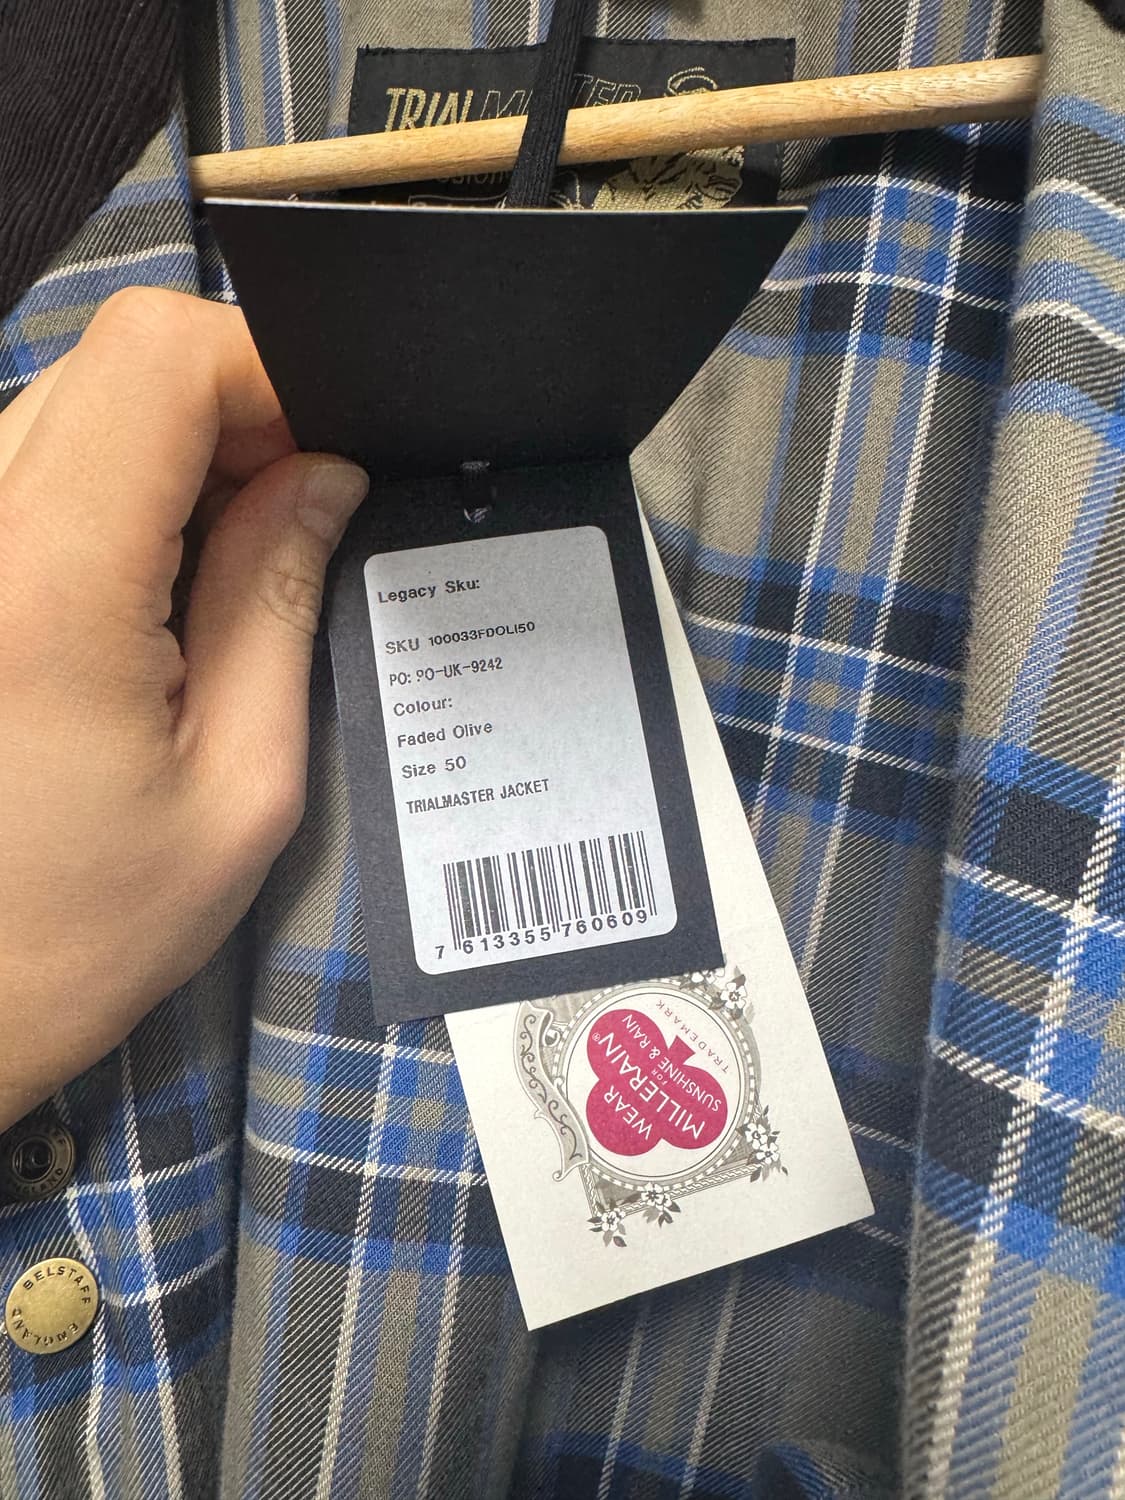 TRIALMASTER
Legacy Sku:
SKU 100033FDOLI50
PO: PO-UK-9242
Colour:
Faded Olive
Size 50
TRIALMASTER JACKET
7 613355 760609
WEAR
MILLERAIN®
FOR
SUNSHINE & RAIN
TRADEMARK
BELSTAFF ENGLAND